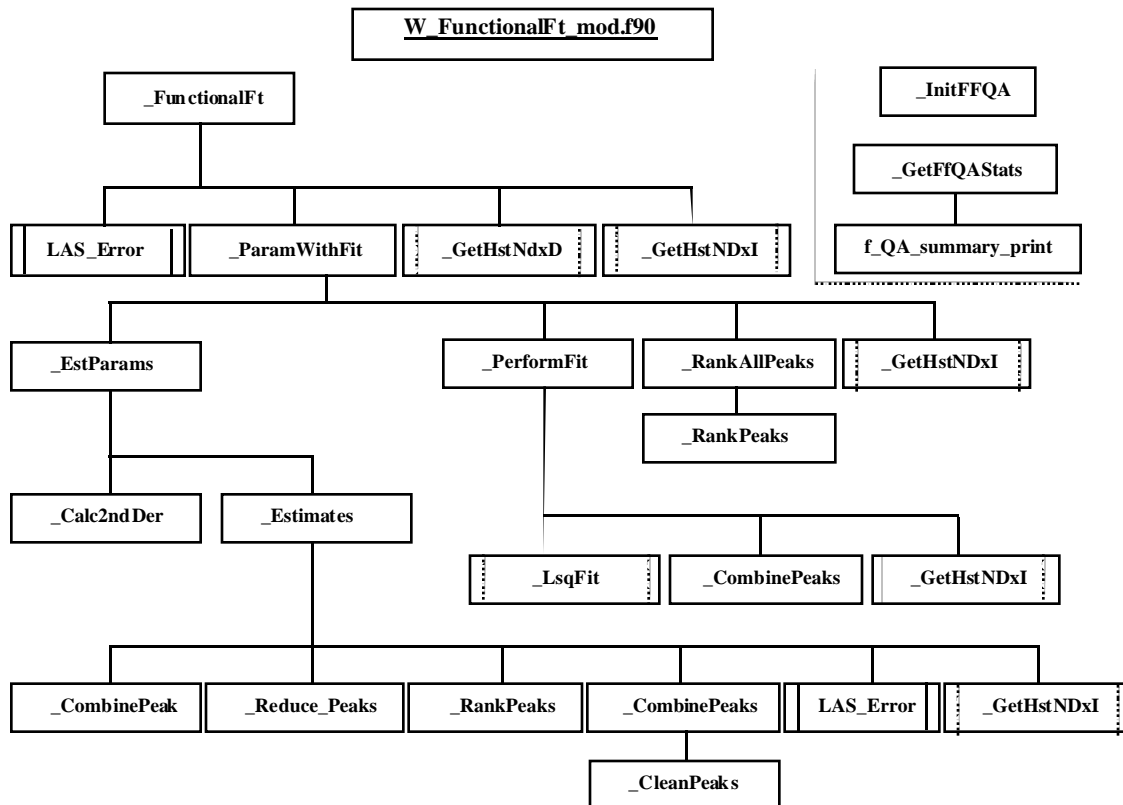 W_FunctionalFt_mod.f90
_FunctionalFt
_InitFFQA
_GetFfQAStats
f_QA_summary_print
LAS_Error
_ParamWithFit
_GetHstNdxD
_GetHstNDxI
_EstParams
_PerformFit
_RankAllPeaks
_GetHstNDxI
_RankPeaks
_Calc2ndDer
_Estimates
_LsqFit
_CombinePeaks
_GetHstNDxI
_CombinePeak
_Reduce_Peaks
_RankPeaks
_CombinePeaks
LAS_Error
_GetHstNDxI
_CleanPeaks